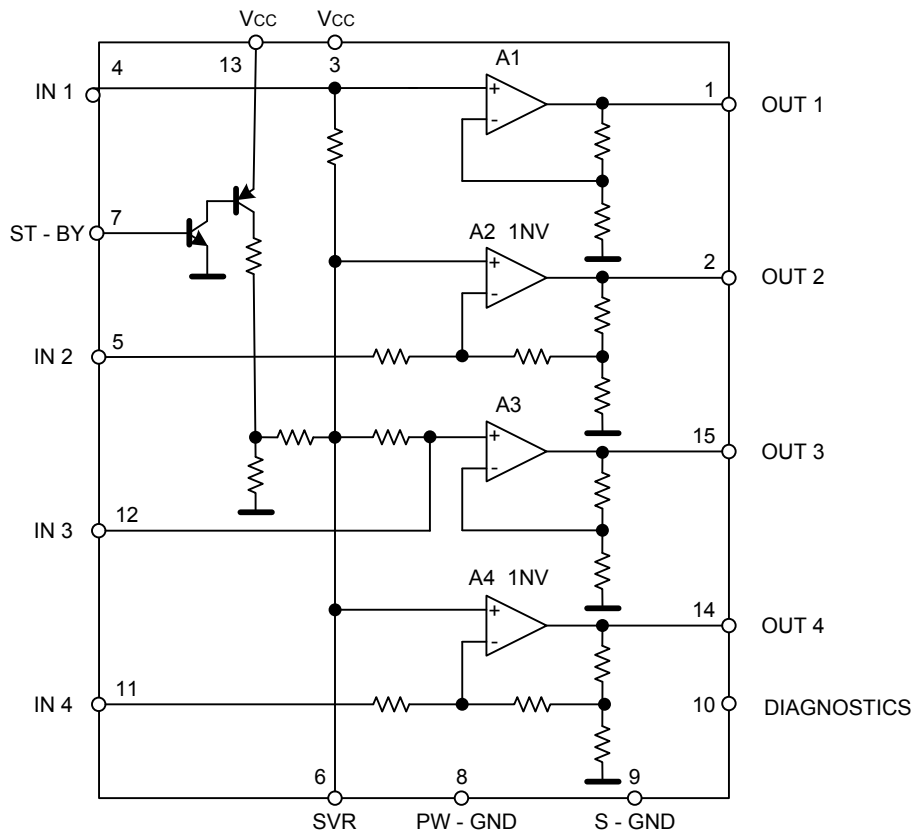 VCC VCC
4 13 3 A1
IN 1 + 1 OUT 1
-
7 A2 1NV
ST - BY + 2 OUT 2
-
5
IN 2
A3
+ 15 OUT 3
-
12
IN 3
A4 1NV
+ 14 OUT 4
-
11
IN 4 10 DIAGNOSTICS
6 8 9
SVR PW - GND S - GND